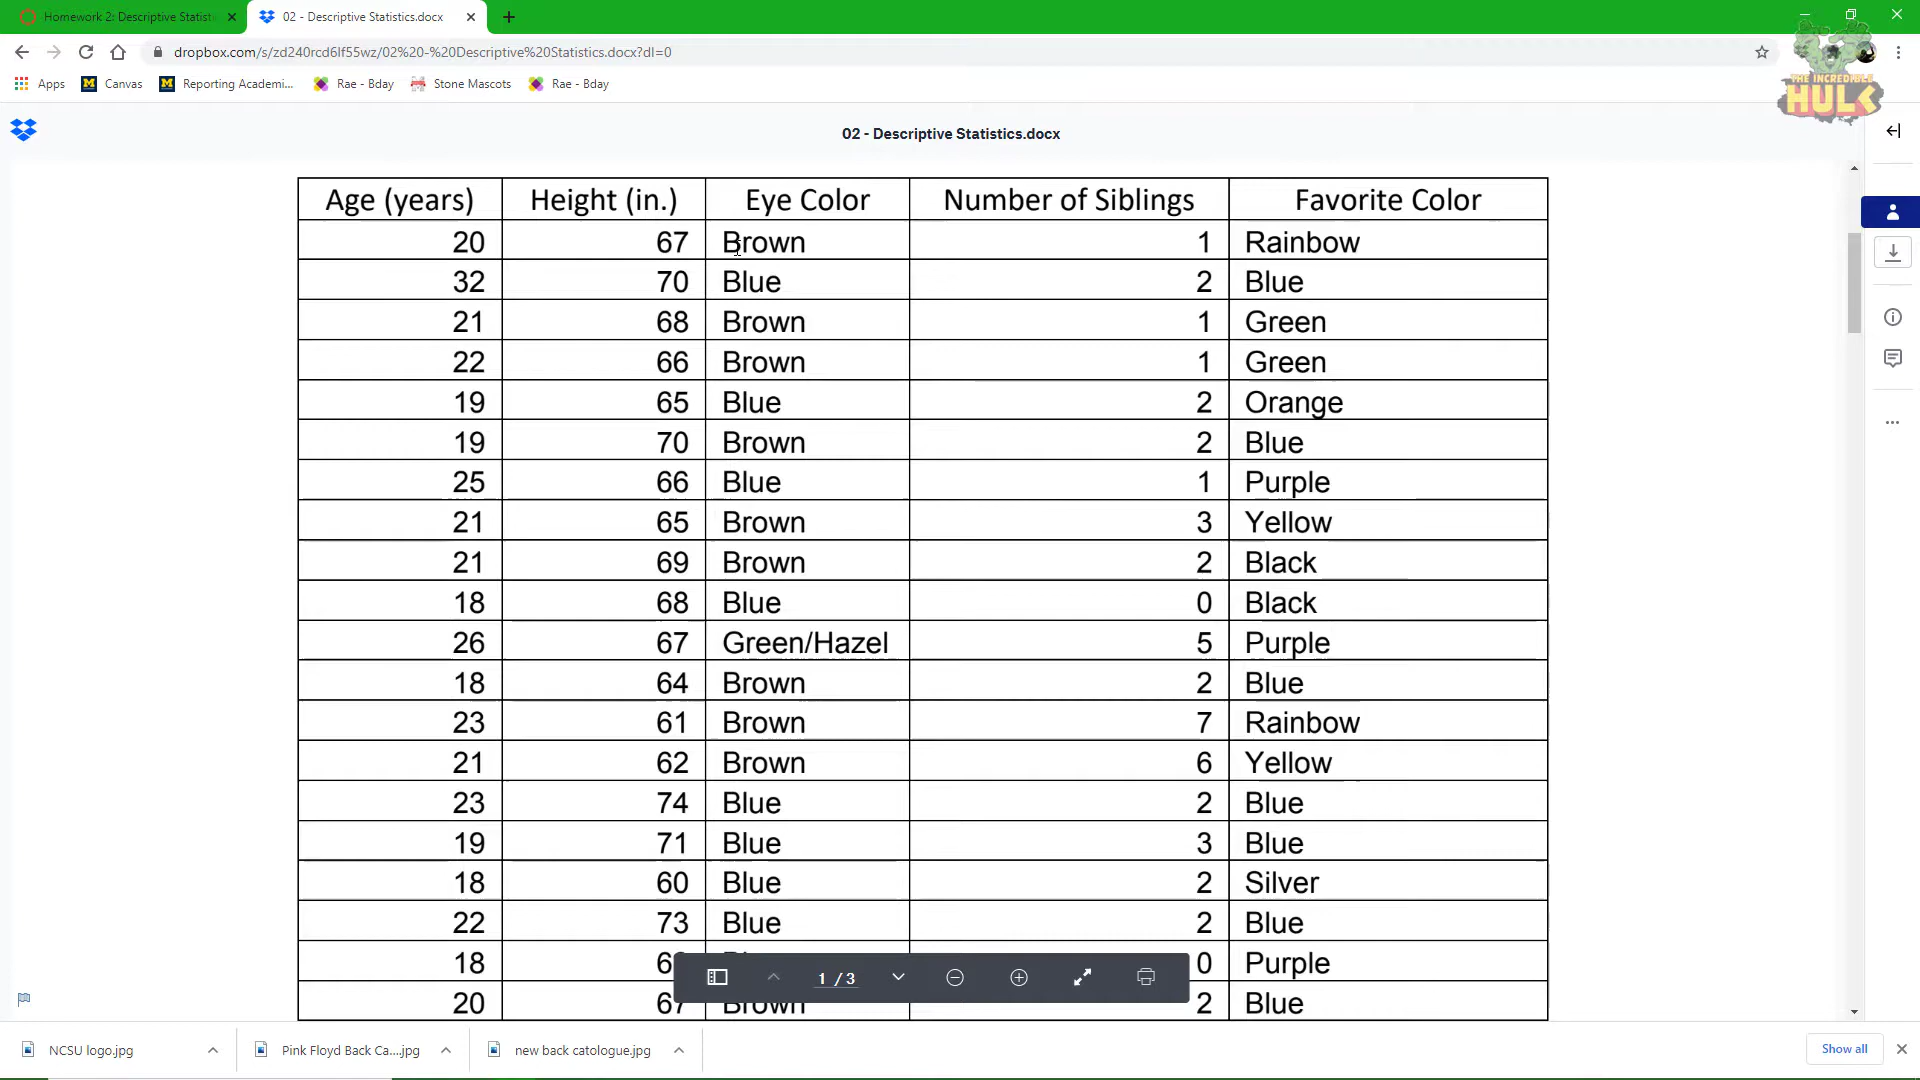 Homework 2: Descriptive Statisti
02 - Descriptive Statistics.docx
dropbox.com/s/zd240rcd6lf55wz/02%20-%20Descriptive%20Statistics.docx?dl=0
Apps Canvas Reporting Academi... Rae - Bday Stone Mascots Rae - Bday
THE INCREDIBLE
HULK
02 - Descriptive Statistics.docx
Age (years) Height (in.) Eye Color Number of Siblings Favorite Color
20 67 Brown 1 Rainbow
32 70 Blue 2 Blue
21 68 Brown 1 Green
22 66 Brown 1 Green
19 65 Blue 2 Orange
19 70 Brown 2 Blue
25 66 Blue 1 Purple
21 65 Brown 3 Yellow
21 69 Brown 2 Black
18 68 Blue 0 Black
26 67 Green/Hazel 5 Purple
18 64 Brown 2 Blue
23 61 Brown 7 Rainbow
21 62 Brown 6 Yellow
23 74 Blue 2 Blue
19 71 Blue 3 Blue
18 60 Blue 2 Silver
22 73 Blue 2 Blue
18 0 Purple
20 67 Brown 2 Blue
1 / 3
NCSU logo.jpg Pink Floyd Back Ca....jpg new back catologue.jpg Show all